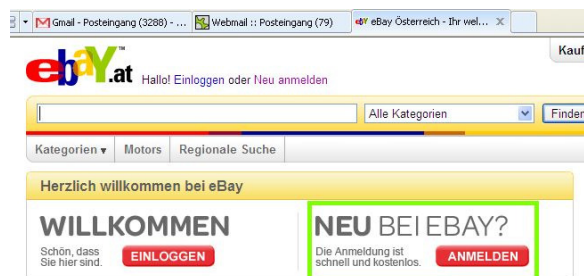 Gmail - Posteingang (3288) - ... Webmail :: Posteingang (79) eBay Österreich - Ihr wel... X
Kauf
ebaY.at™ Hallo! Einloggen oder Neu anmelden
Alle Kategorien Finden
Kategorien ▾ Motors Regionale Suche
Herzlich willkommen bei eBay
WILLKOMMEN
Schön, dass
Sie hier sind. EINLOGGEN
NEU BEI EBAY?
Die Anmeldung ist
schnell und kostenlos. ANMELDEN